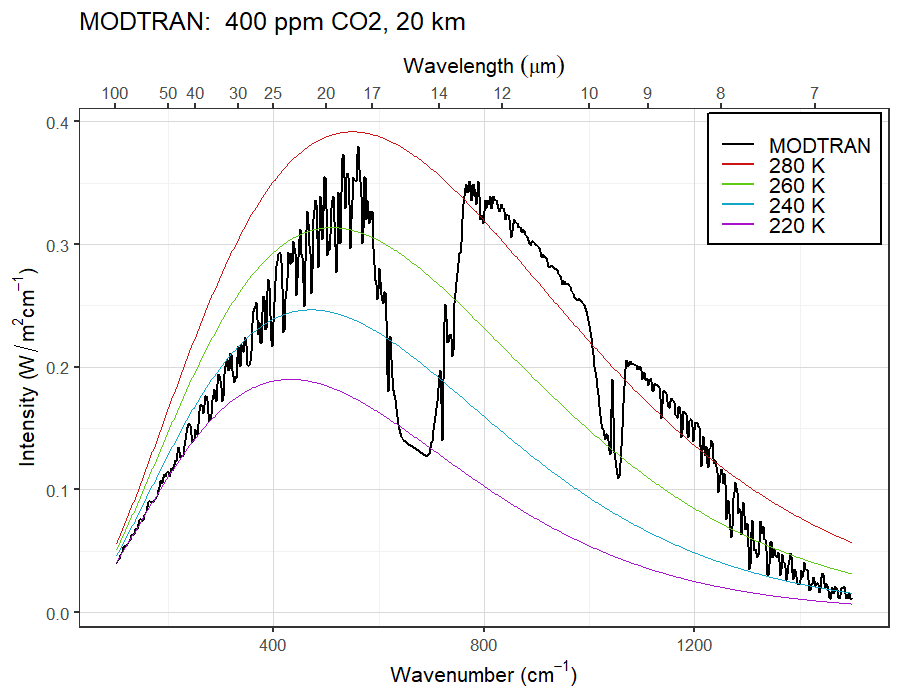 MODTRAN:  400 ppm CO2, 20 km
Wavelength (μm)
100 50 40 30 25 20 17 14 12 10 9 8 7
0.4
0.3
0.2
0.1
0.0
Intensity (W/m²cm⁻¹)
MODTRAN
280 K
260 K
240 K
220 K
400 800 1200
Wavenumber (cm⁻¹)